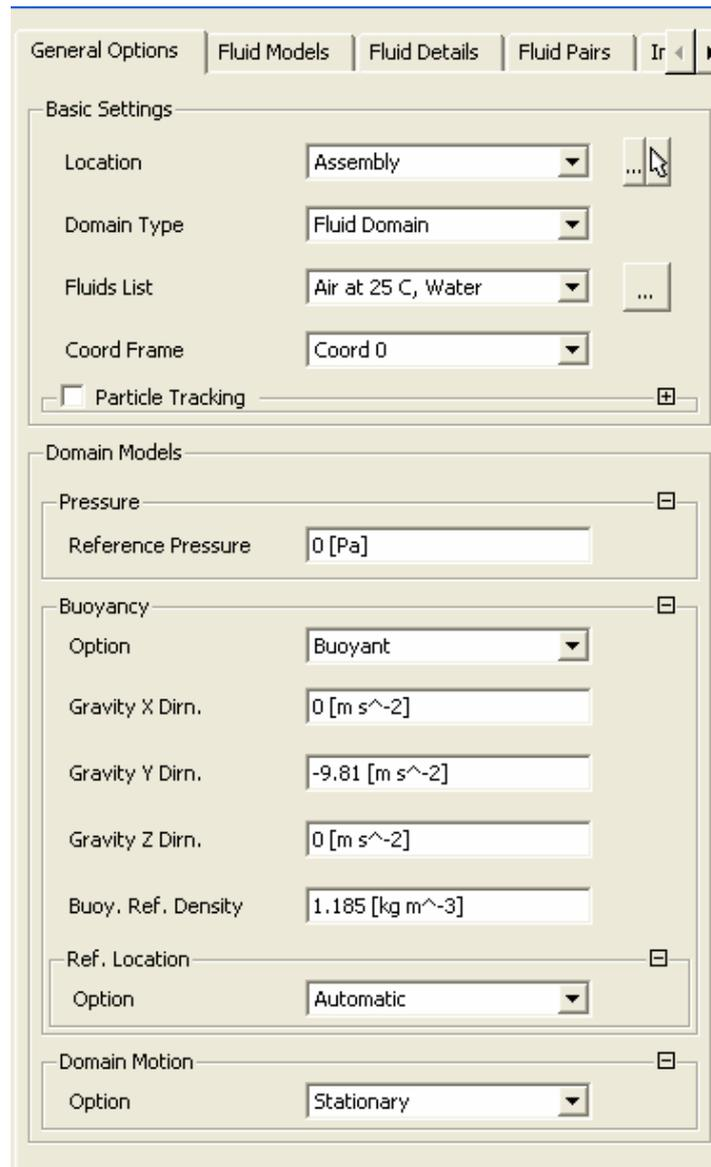 General Options Fluid Models Fluid Details Fluid Pairs
Basic Settings
Location Assembly ...
Domain Type Fluid Domain
Fluids List Air at 25 C, Water ...
Coord Frame Coord 0
Particle Tracking
Domain Models
Pressure
Reference Pressure 0 [Pa]
Buoyancy
Option Buoyant
Gravity X Dirn. 0 [m s^-2]
Gravity Y Dirn. -9.81 [m s^-2]
Gravity Z Dirn. 0 [m s^-2]
Buoy. Ref. Density 1.185 [kg m^-3]
Ref. Location
Option Automatic
Domain Motion
Option Stationary